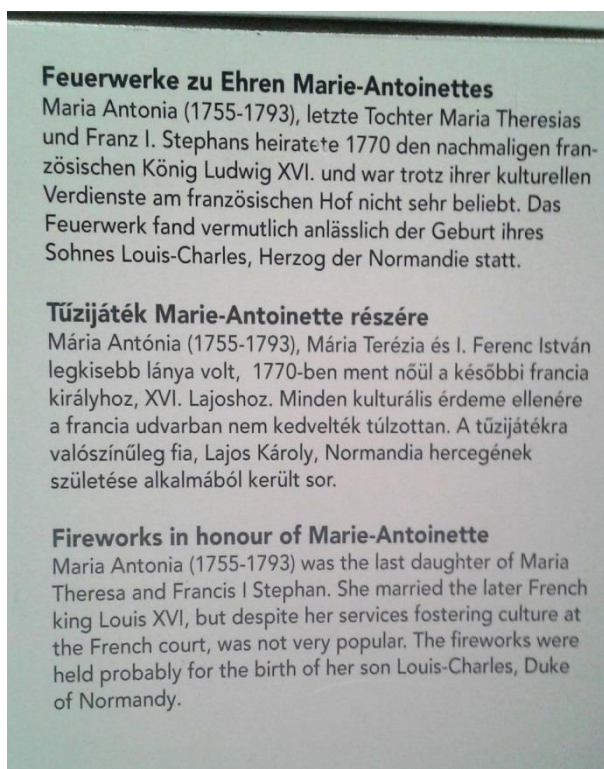 Feuerwerke zu Ehren Marie-Antoinettes
Maria Antonia (1755-1793), letzte Tochter Maria Theresias
und Franz I. Stephans heiratete 1770 den nachmaligen fran-
zösischen König Ludwig XVI. und war trotz ihrer kulturellen
Verdienste am französischen Hof nicht sehr beliebt. Das
Feuerwerk fand vermutlich anlässlich der Geburt ihres
Sohnes Louis-Charles, Herzog der Normandie statt.
Tűzijáték Marie-Antoinette részére
Mária Antónia (1755-1793), Mária Terézia és I. Ferenc István
legkisebb lánya volt, 1770-ben ment nőül a későbbi francia
királyhoz, XVI. Lajoshoz. Minden kulturális érdeme ellenére
a francia udvarban nem kedvelték túlzottan. A tűzijátékra
valószínűleg fia, Lajos Károly, Normandia hercegének
születése alkalmából került sor.
Fireworks in honour of Marie-Antoinette
Maria Antonia (1755-1793) was the last daughter of Maria
Theresa and Francis I Stephan. She married the later French
king Louis XVI, but despite her services fostering culture at
the French court, was not very popular. The fireworks were
held probably for the birth of her son Louis-Charles, Duke
of Normandy.